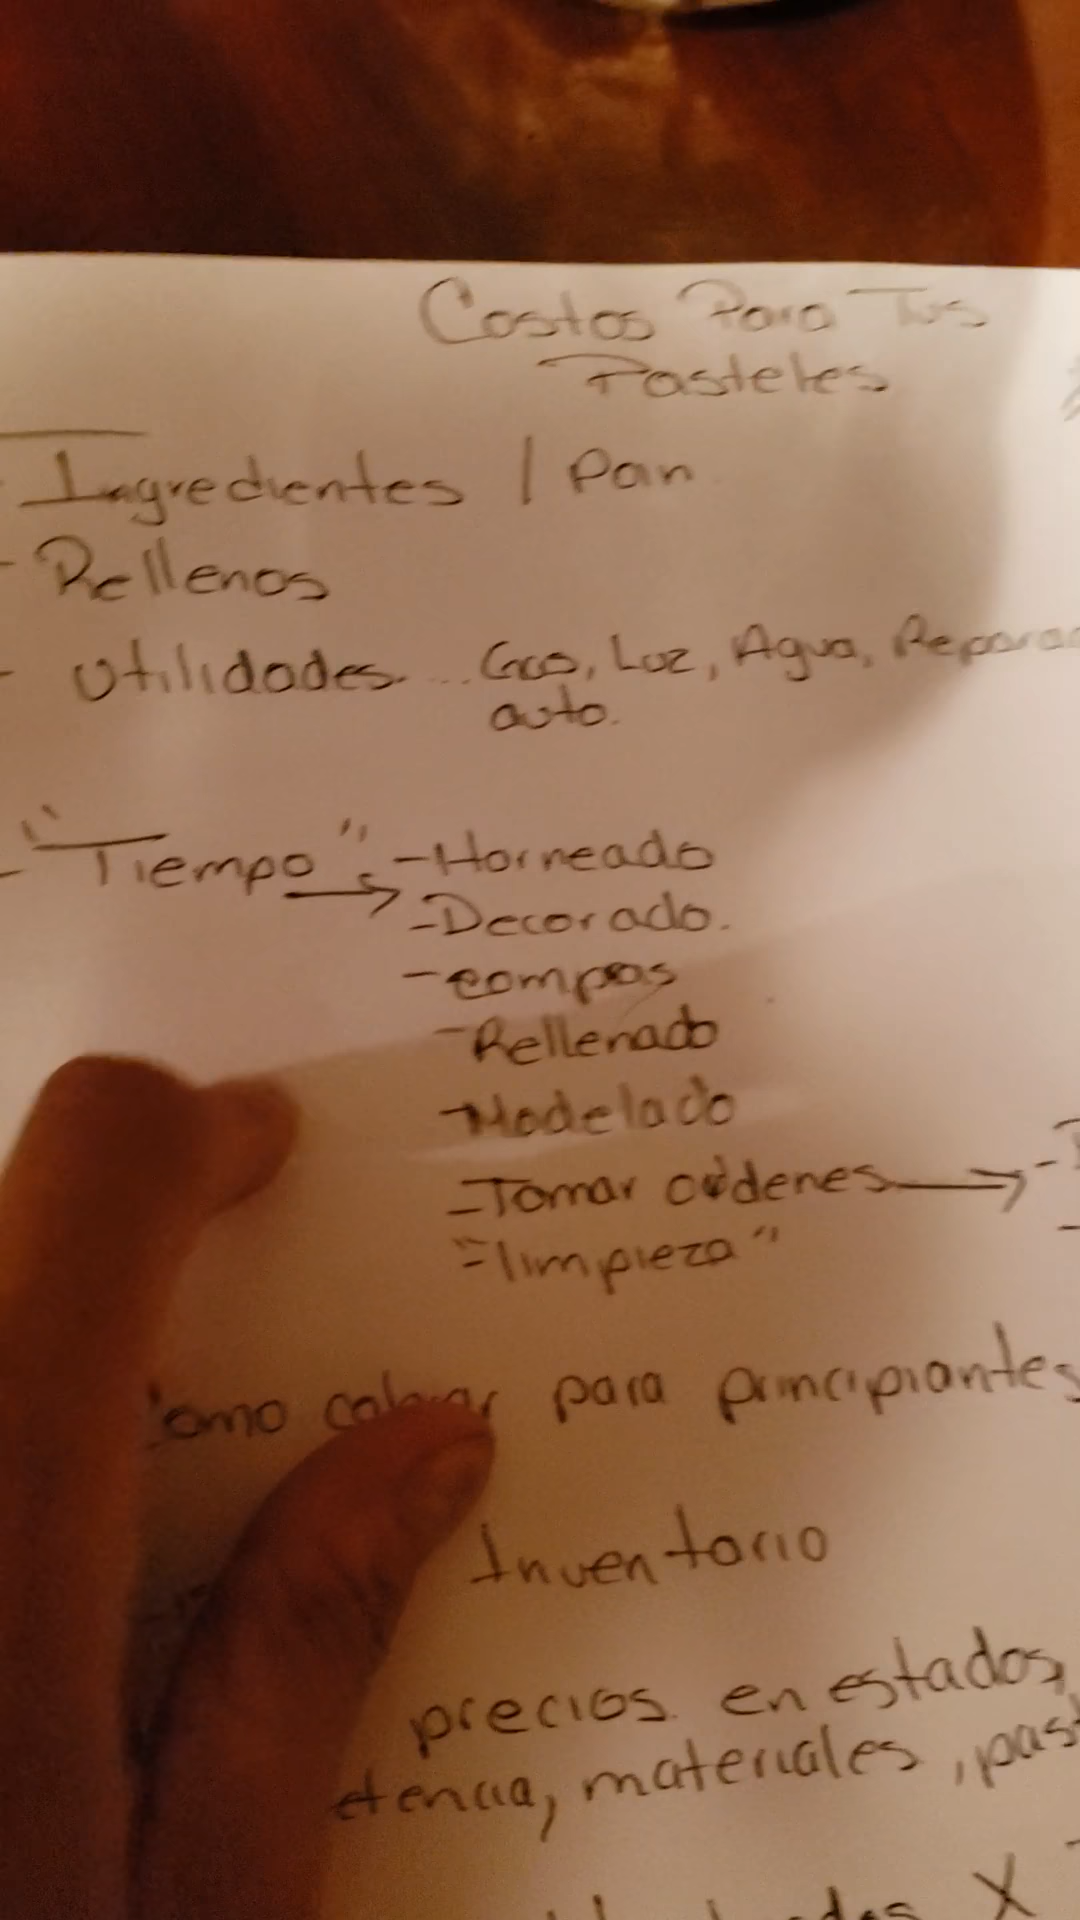 Costos Para Tus
Pasteles
- Ingredientes / Pan
- Rellenos
- Utilidades... Gas, Luz, Agua,
auto.
- "Tiempo" → - Horneado
- Decorado.
- compras
- Rellenado
- Modelado
- Tomar ordenes →
"- limpieza"
para principiantes
Inventario
precios en estados,
materiales,
X